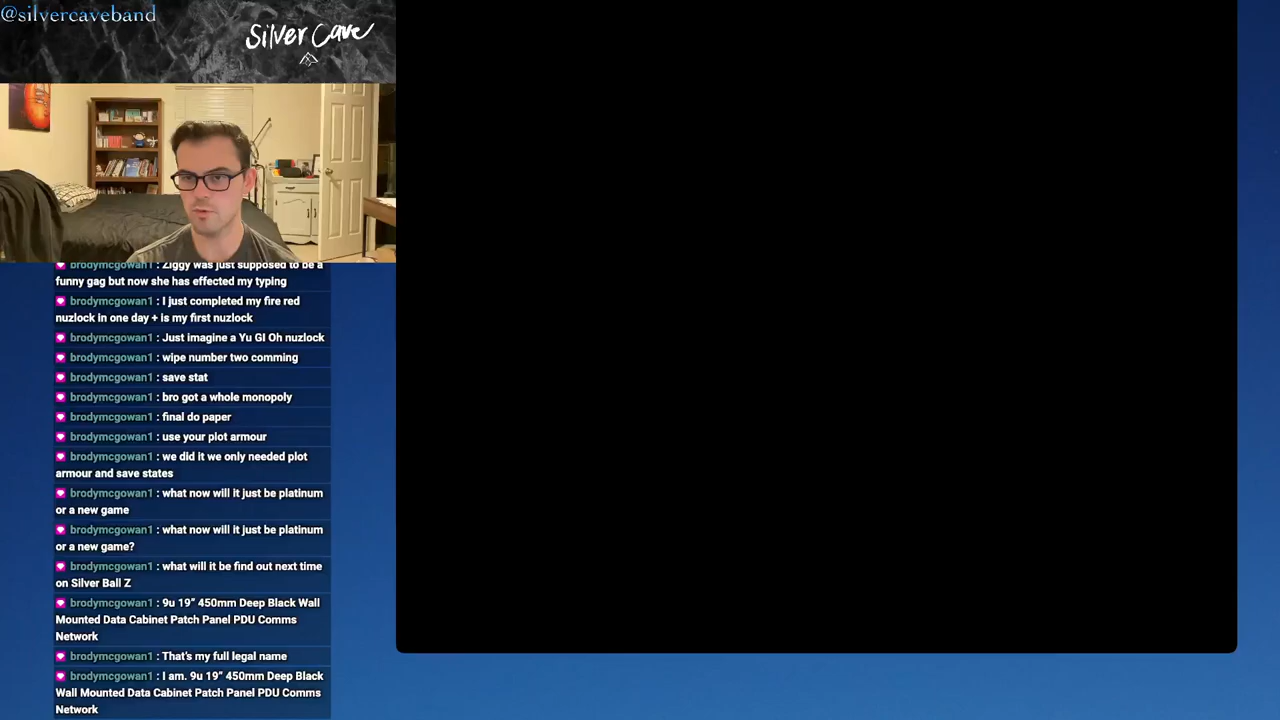 @silvercaveband
Silver Cave
brodymcgowan1 : Ziggy was just supposed to be a
funny gag but now she has effected my typing
brodymcgowan1 : I just completed my fire red
nuzlock in one day + is my first nuzlock
brodymcgowan1 : Just imagine a Yu GI Oh nuzlock
brodymcgowan1 : wipe number two comming
brodymcgowan1 : save stat
brodymcgowan1 : bro got a whole monopoly
brodymcgowan1 : final do paper
brodymcgowan1 : use your plot armour
brodymcgowan1 : we did it we only needed plot
armour and save states
brodymcgowan1 : what now will it just be platinum
or a new game
brodymcgowan1 : what now will it just be platinum
or a new game?
brodymcgowan1 : what will it be find out next time
on Silver Ball Z
brodymcgowan1 : 9u 19” 450mm Deep Black Wall
Mounted Data Cabinet Patch Panel PDU Comms
Network
brodymcgowan1 : That's my full legal name
brodymcgowan1 : I am. 9u 19” 450mm Deep Black
Wall Mounted Data Cabinet Patch Panel PDU Comms
Network